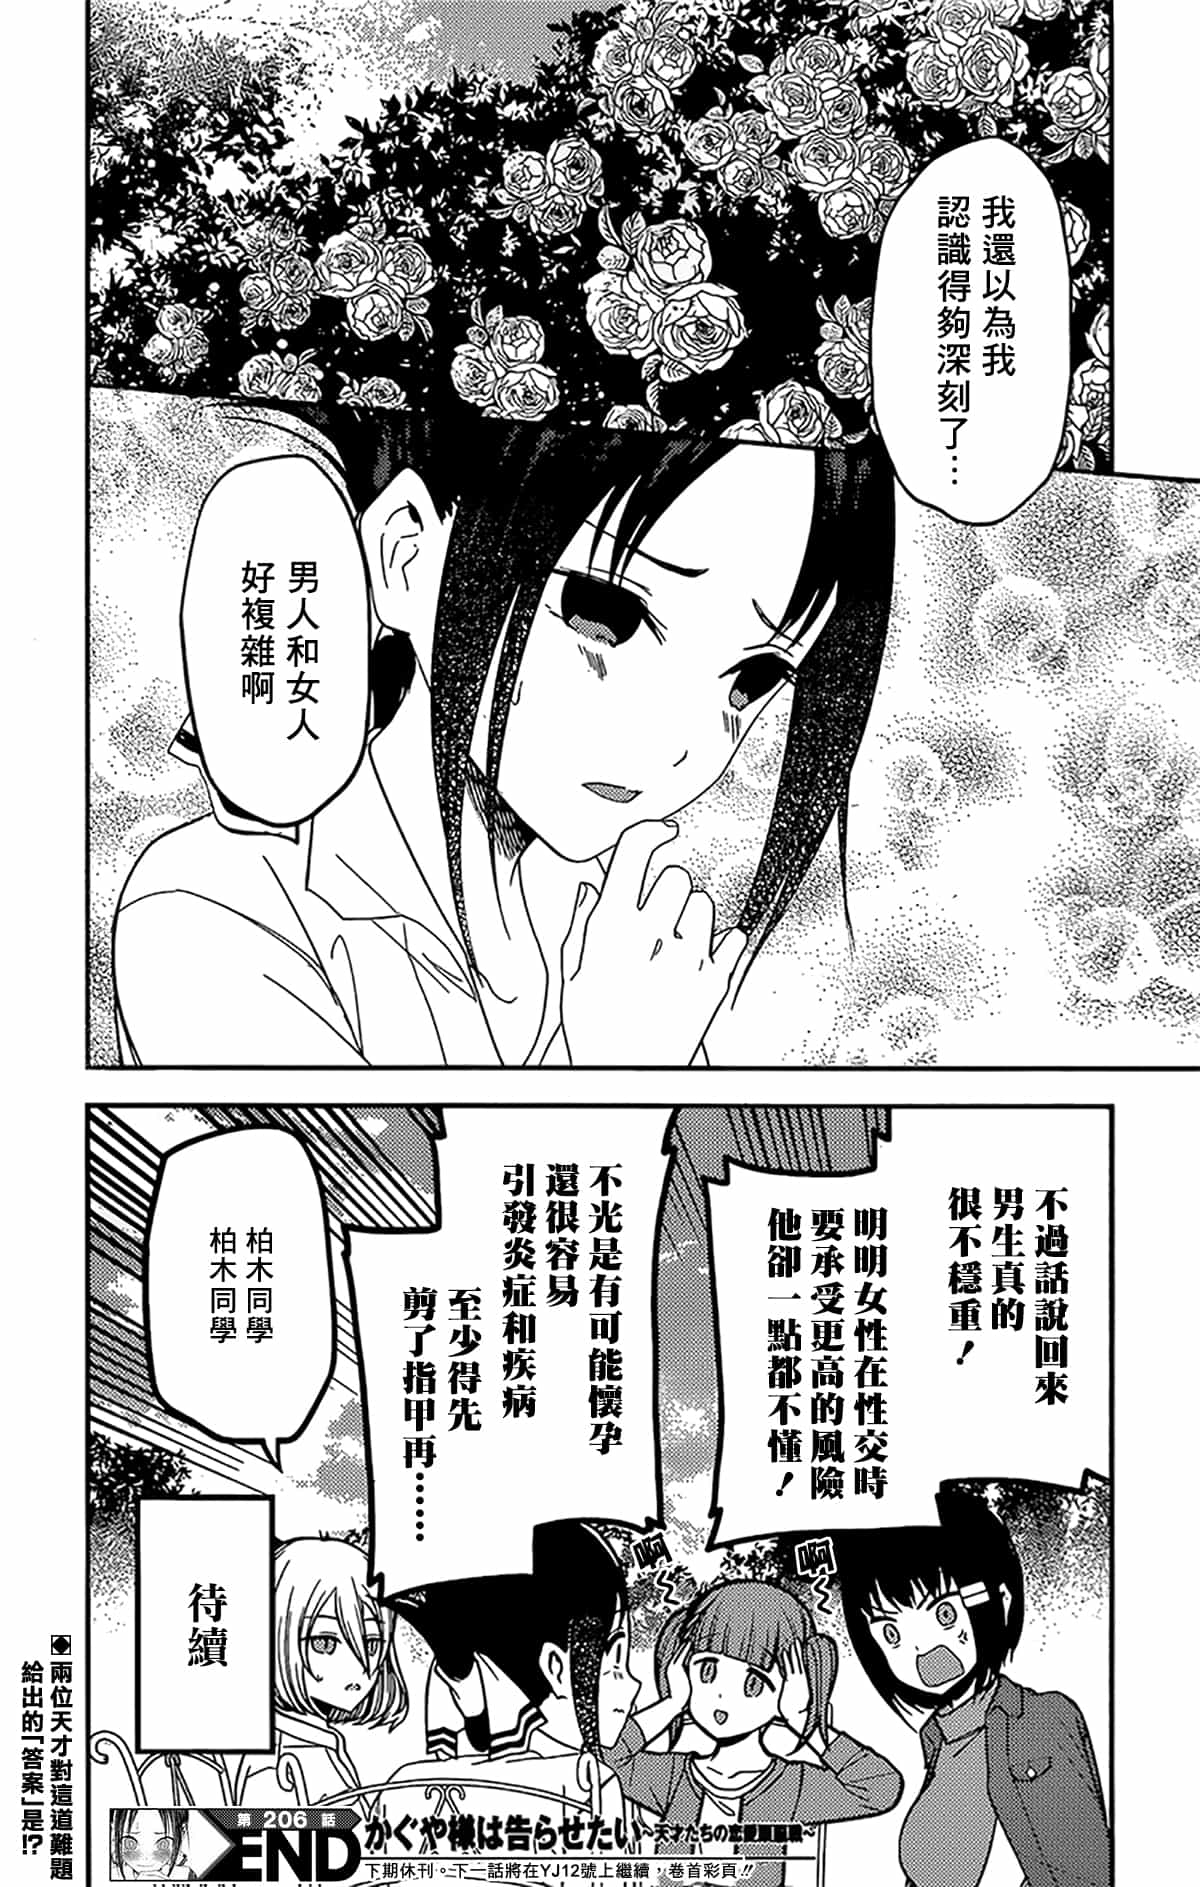 我還以為我
認識得夠深刻了…
男人和女人
好複雜啊
不過話說回來
男生真的
很不穩重！
明明女性在性交時
要承受更高的風險
他卻一點都不懂！
不光是有可能懷孕
還很容易
引發炎症和疾病
至少得先
剪了指甲再……
柏木同學
柏木同學
待續
◆兩位天才對這道難題
給出的「答案」是!?
第206話
END
かぐや様は告らせたい
～天才たちの恋愛頭脳戦～
下期休刊。下一話將在YJ12號上繼續，卷首彩頁!!